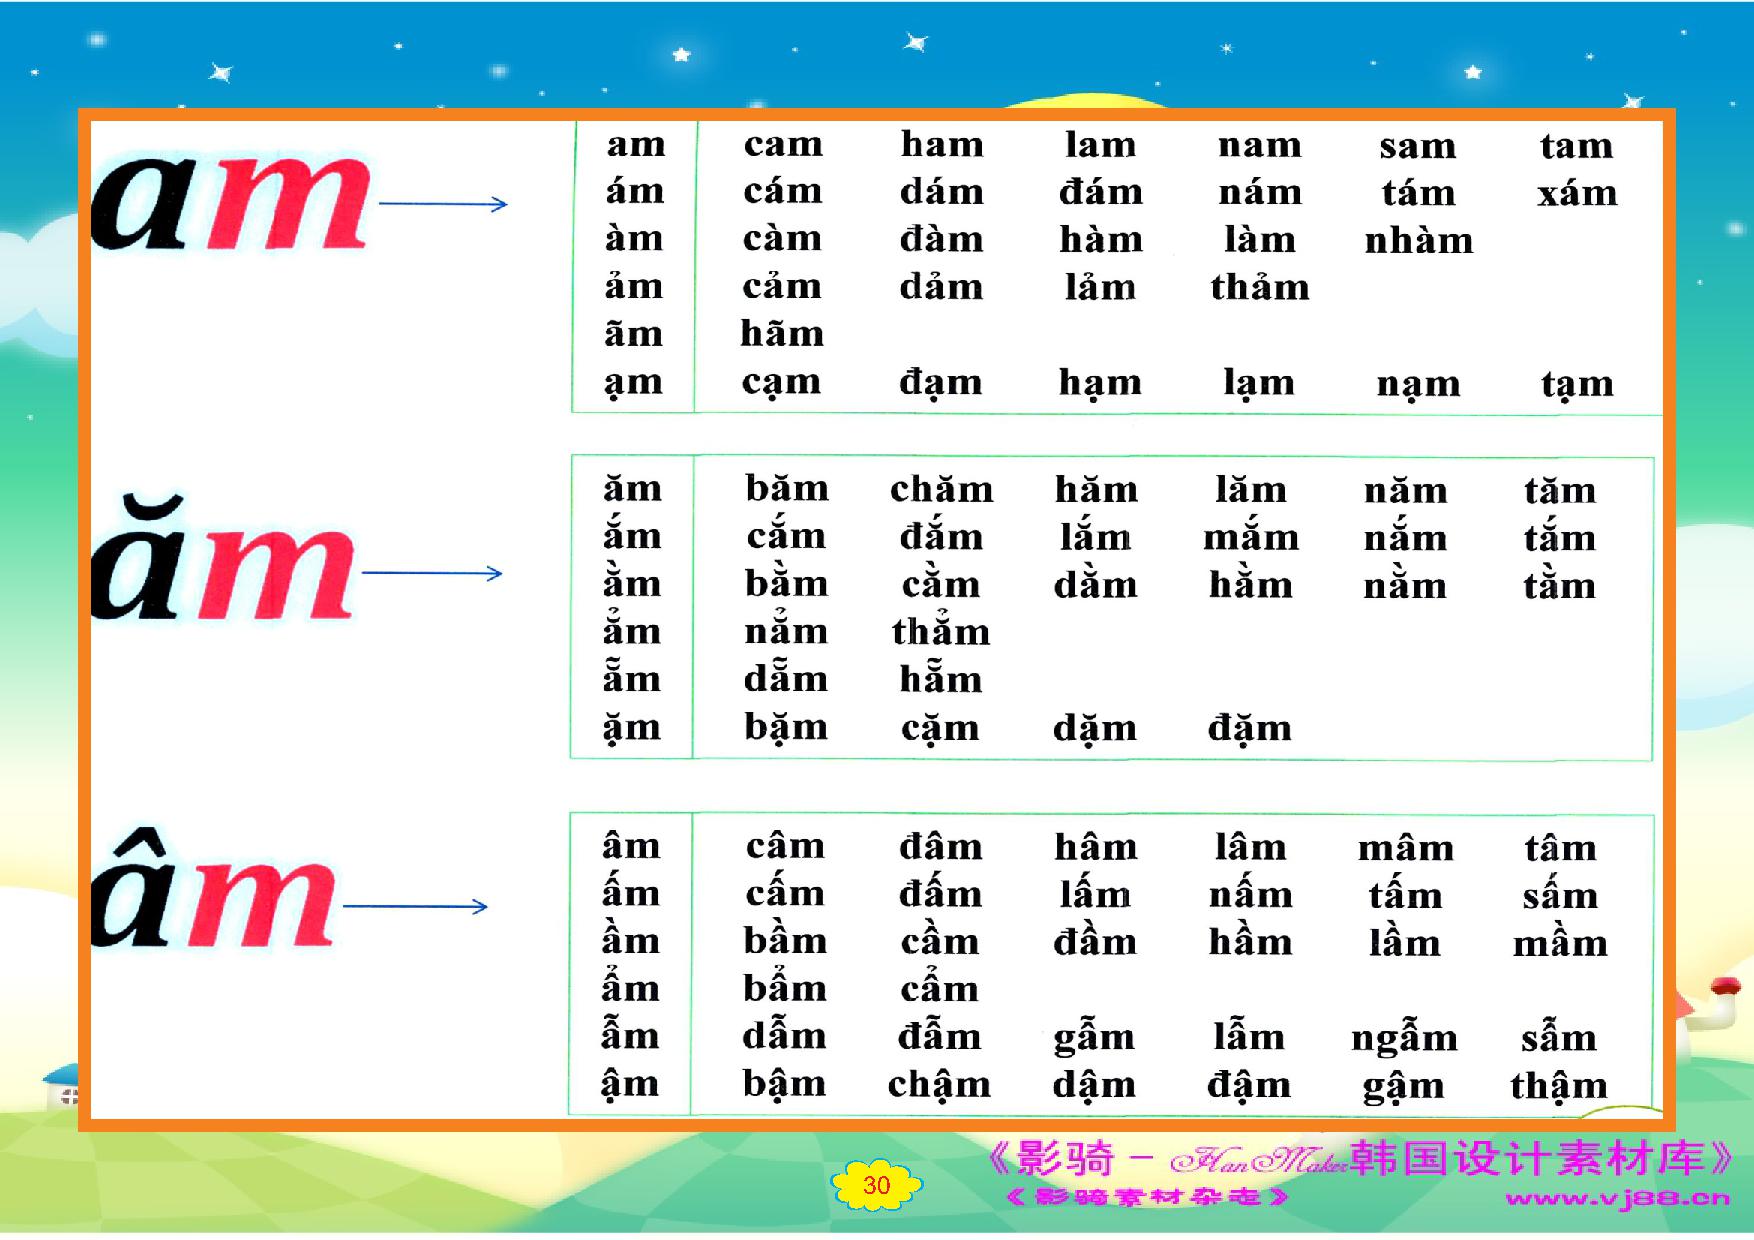 am
am cam ham lam nam sam tam
ám cám dám đám nám tám xám
àm càm đàm hàm làm nhàm
ảm cảm dảm lảm thảm
ãm hãm
ạm cạm đạm hạm lạm nạm tạm
ăm
ăm băm chăm hăm lăm năm tăm
ắm cắm đắm lắm mắm nắm tắm
ằm bằm cằm dằm hằm nằm tằm
ẳm nẳm thẳm
ẵm dẵm hẵm
ặm bặm cặm dặm đặm
âm
âm câm đâm hâm lâm mâm tâm
ấm cấm đấm lấm nấm tấm sấm
ầm bầm cầm đầm hầm lầm mầm
ẩm bẩm cẩm
ẫm dẫm đẫm gẫm lẫm ngẫm sẫm
ậm bậm chậm dậm đậm gậm thậm
《影骑－HanMaker韩国设计素材库》
30
《影骑素材杂志》 www.vj88.cn